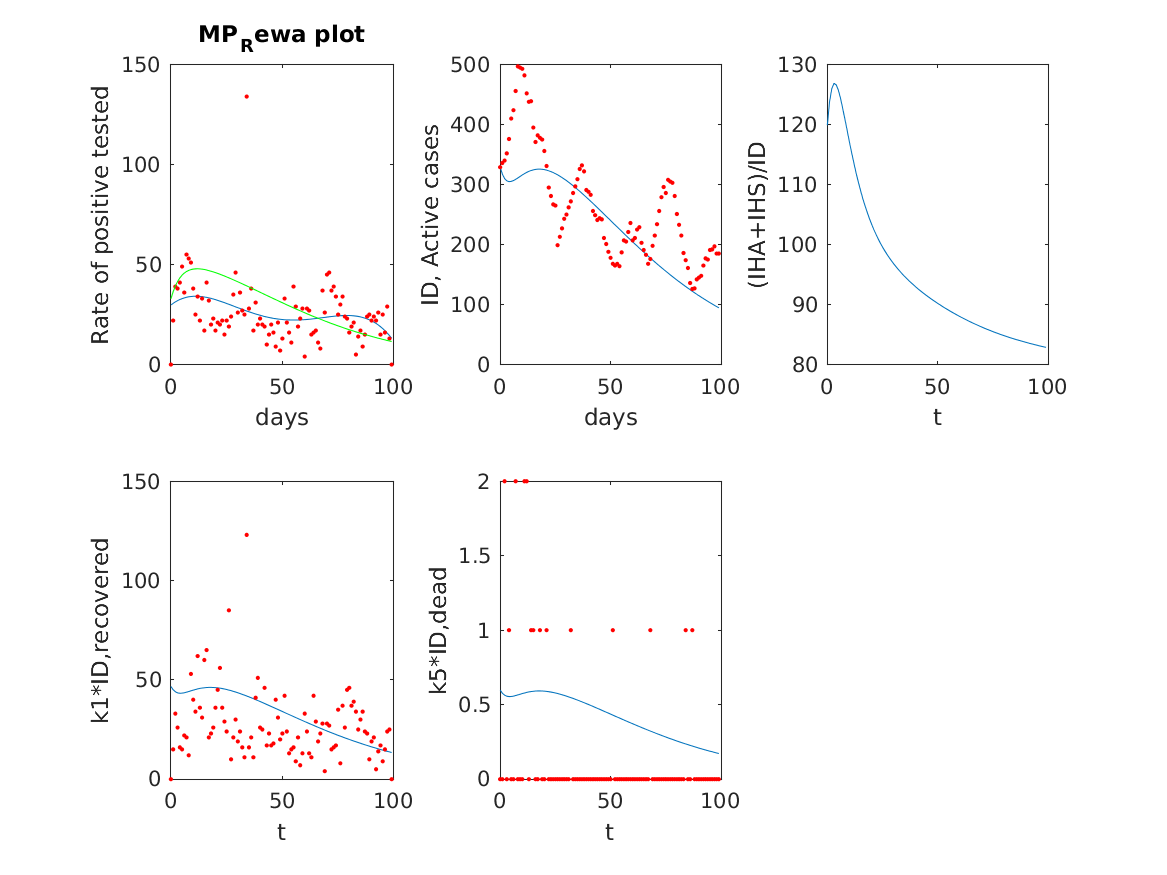 MP_Rewa plot
150
100
50
0
Rate of positive tested
0 50 100
days
500
400
300
200
100
0
ID, Active cases
0 50 100
days
130
120
110
100
90
80
(IHA+IHS)/ID
0 50 100
t
150
100
50
0
k1*ID,recovered
0 50 100
t
2
1.5
1
0.5
0
k5*ID,dead
0 50 100
t